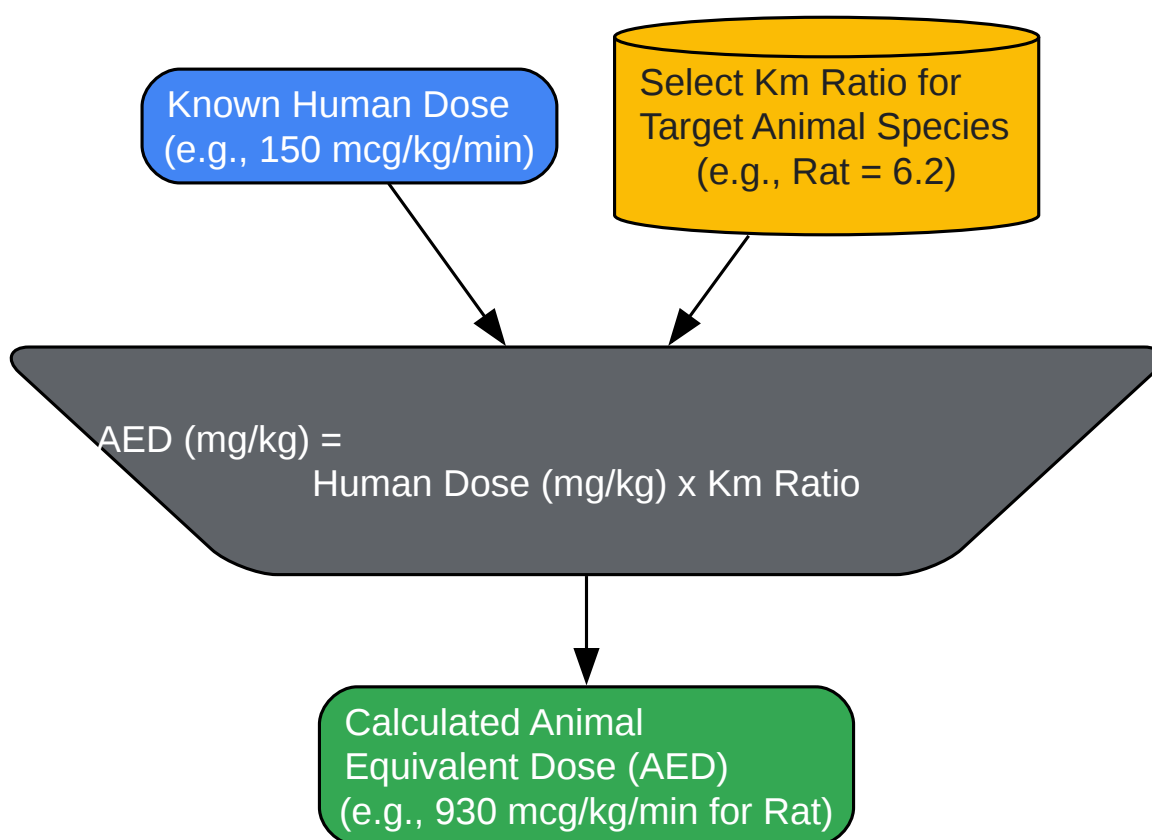 Known Human Dose
(e.g., 150 mcg/kg/min)
Select Km Ratio for
Target Animal Species
(e.g., Rat = 6.2)
AED (mg/kg) =
Human Dose (mg/kg) x Km Ratio
Calculated Animal
Equivalent Dose (AED)
(e.g., 930 mcg/kg/min for Rat)